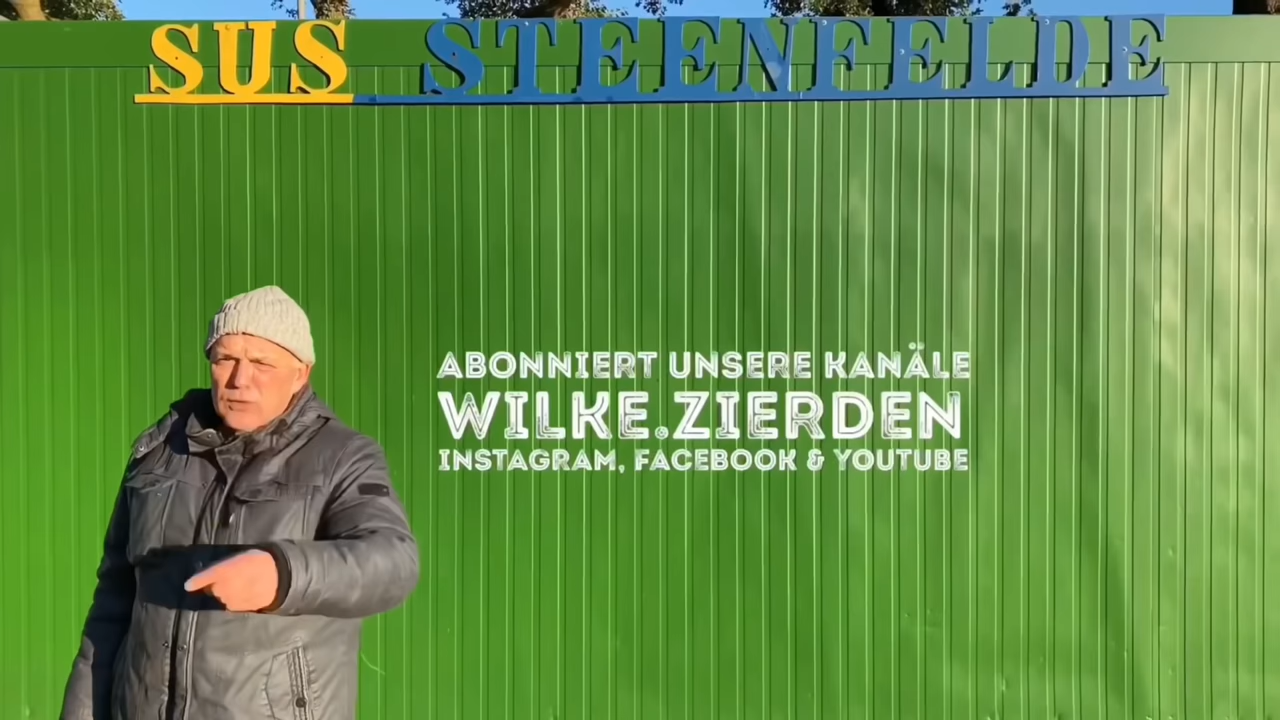 SUS STEENFELDE
ABONNIERT UNSERE KANÄLE
WILKE.ZIERDEN
INSTAGRAM, FACEBOOK & YOUTUBE